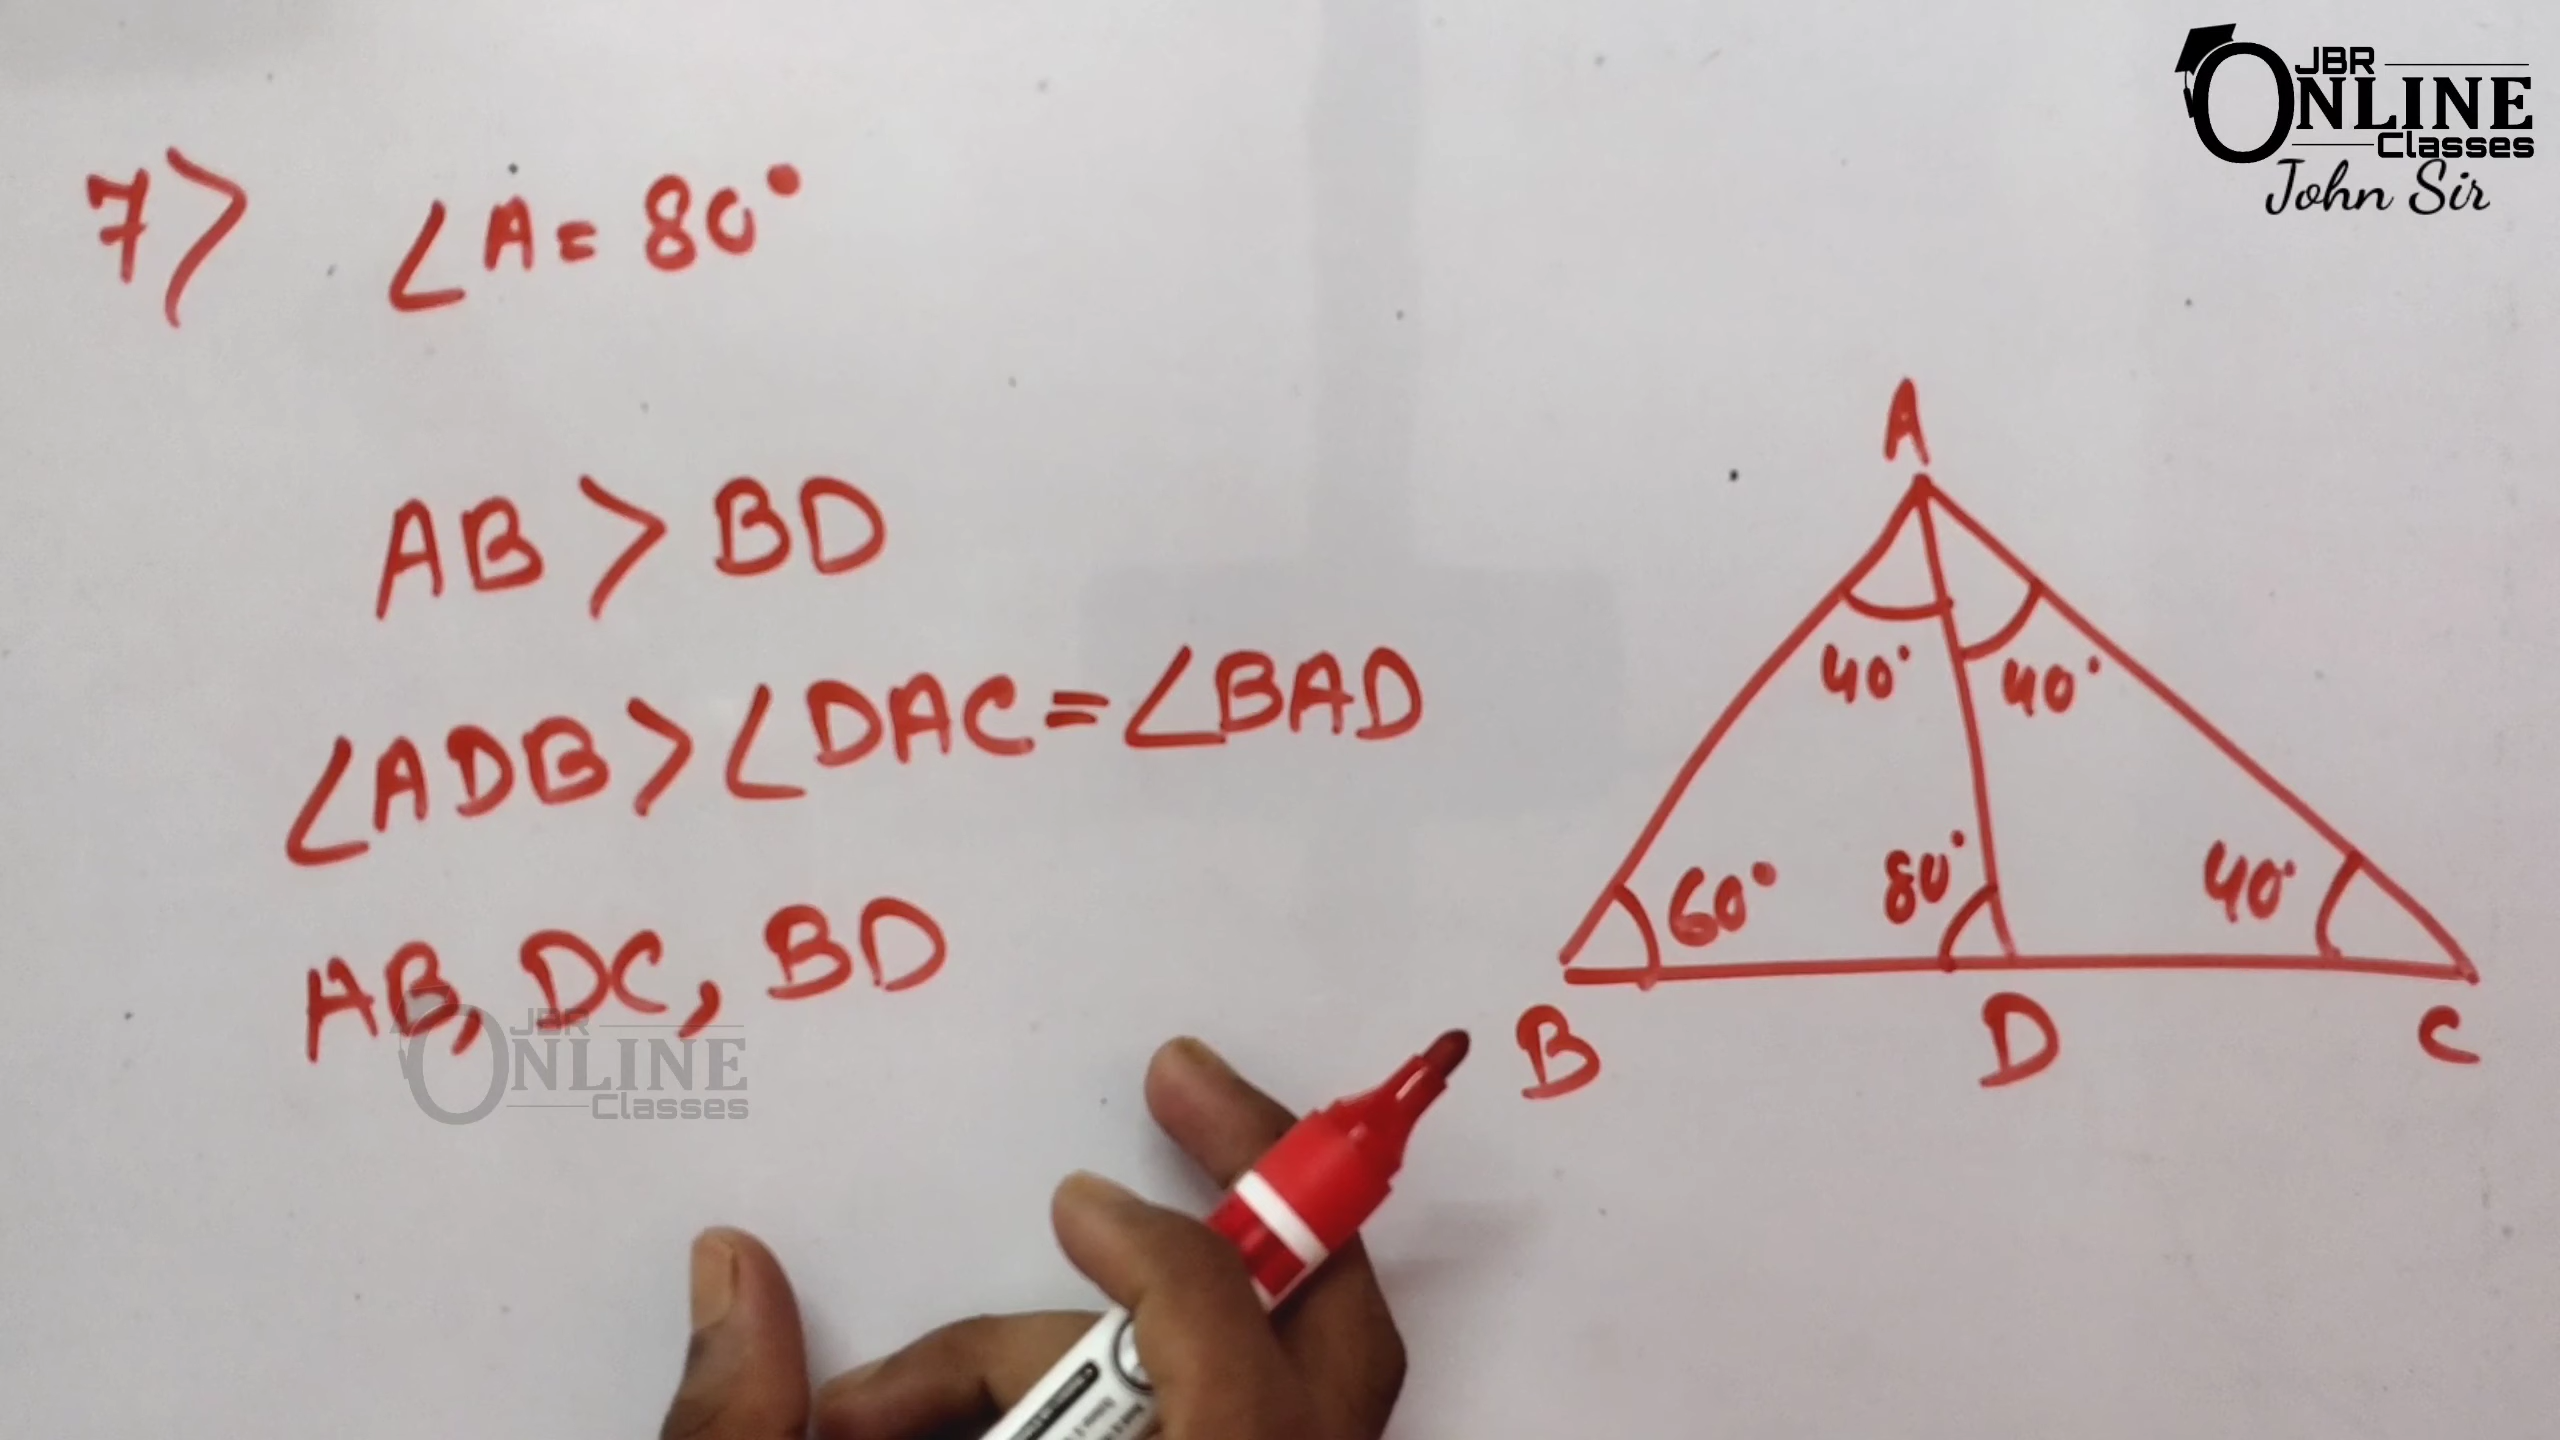 JBR
ONLINE
Classes
John Sir
7> ∠A = 80°
AB > BD
∠ADB > ∠DAC = ∠BAD
AB, DC, BD
JBR
ONLINE
Classes
A
40° 40°
60° 80° 40°
B D C